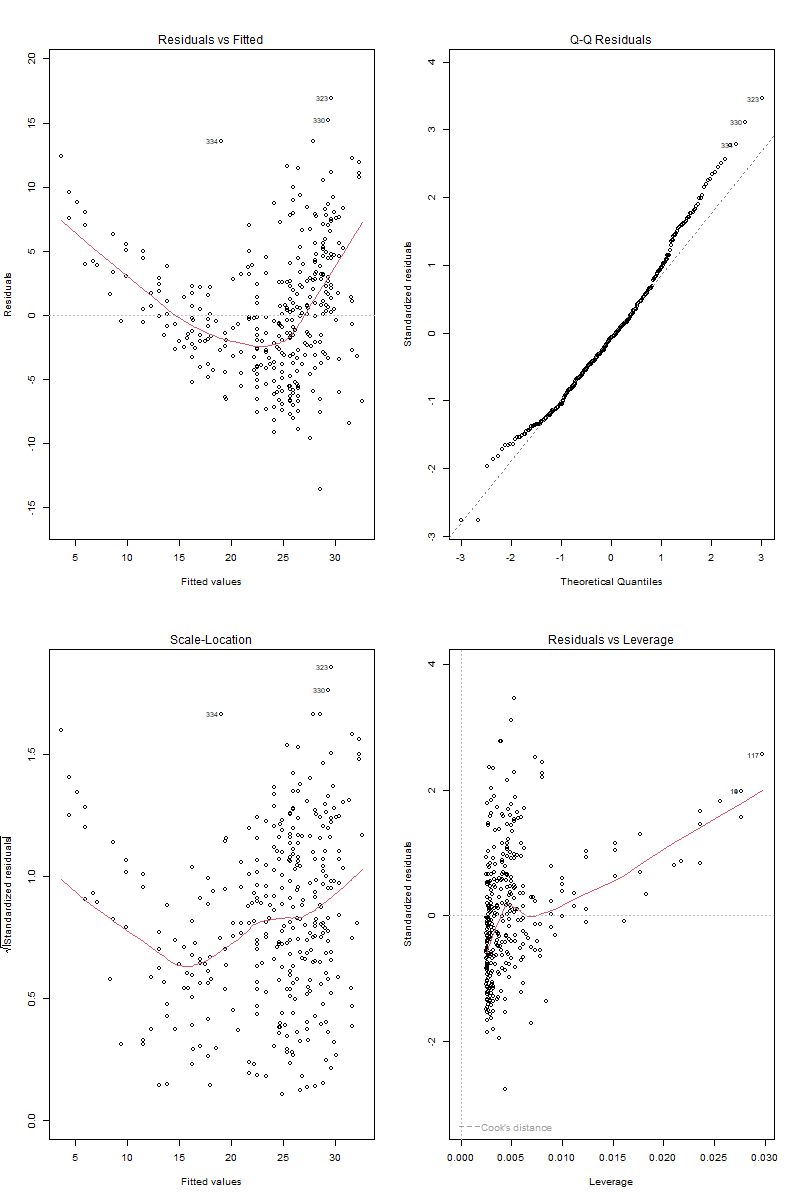 Residuals vs Fitted
20
15
10
5
0
-5
-10
-15
5 10 15 20 25 30
Residuals
Fitted values
323
330
334
Q-Q Residuals
4
3
2
1
0
-1
-2
-3
-3 -2 -1 0 1 2 3
Standardized residuals
Theoretical Quantiles
323
330
334
Scale-Location
1.5
1.0
0.5
0.0
5 10 15 20 25 30
√|Standardized residuals|
Fitted values
323
330
334
Residuals vs Leverage
4
2
0
-2
0.000 0.005 0.010 0.015 0.020 0.025 0.030
Standardized residuals
Leverage
117
Cook's distance